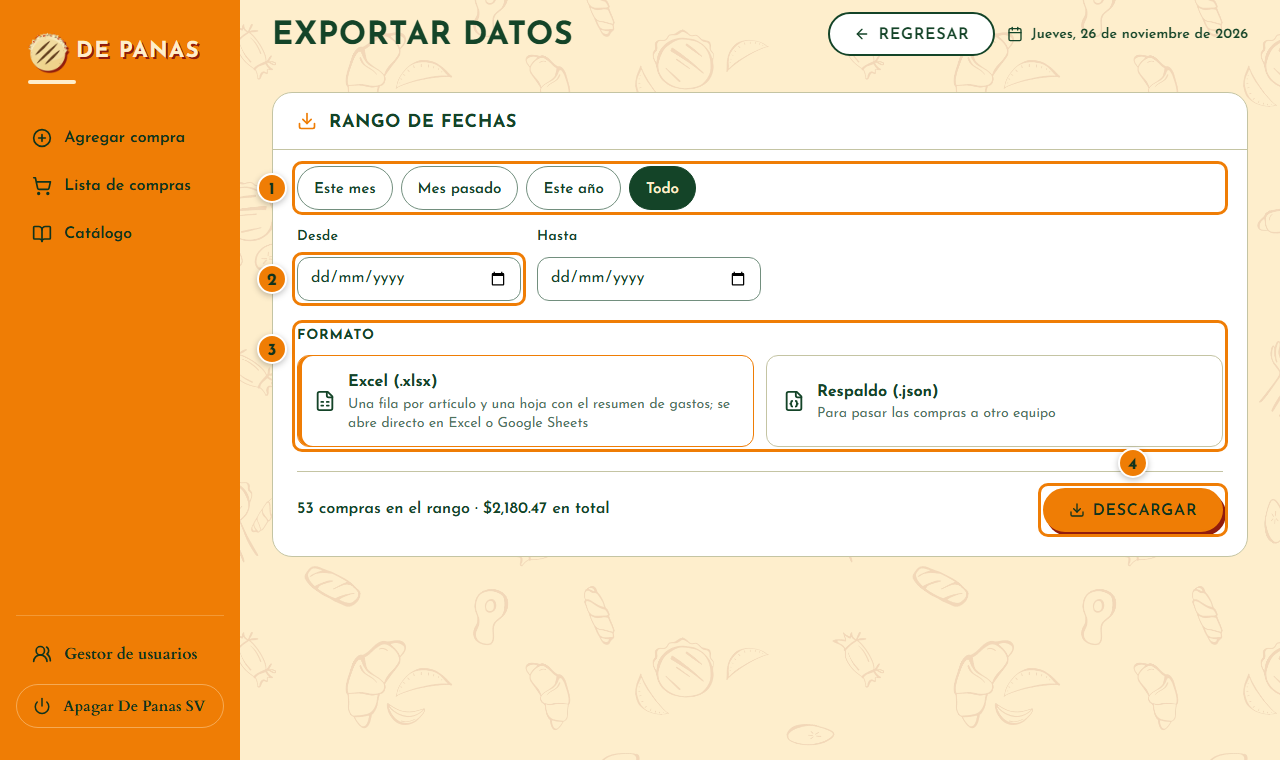 DE PANAS
Agregar compra
Lista de compras
Catálogo
Gestor de usuarios
Apagar De Panas SV
EXPORTAR DATOS
REGRESAR
Jueves, 26 de noviembre de 2026
RANGO DE FECHAS
1
Este mes
Mes pasado
Este año
Todo
Desde
Hasta
2
dd/mm/yyyy
dd/mm/yyyy
3
FORMATO
Excel (.xlsx)
Una fila por artículo y una hoja con el resumen de gastos; se
abre directo en Excel o Google Sheets
Respaldo (.json)
Para pasar las compras a otro equipo
4
53 compras en el rango · $2,180.47 en total
DESCARGAR